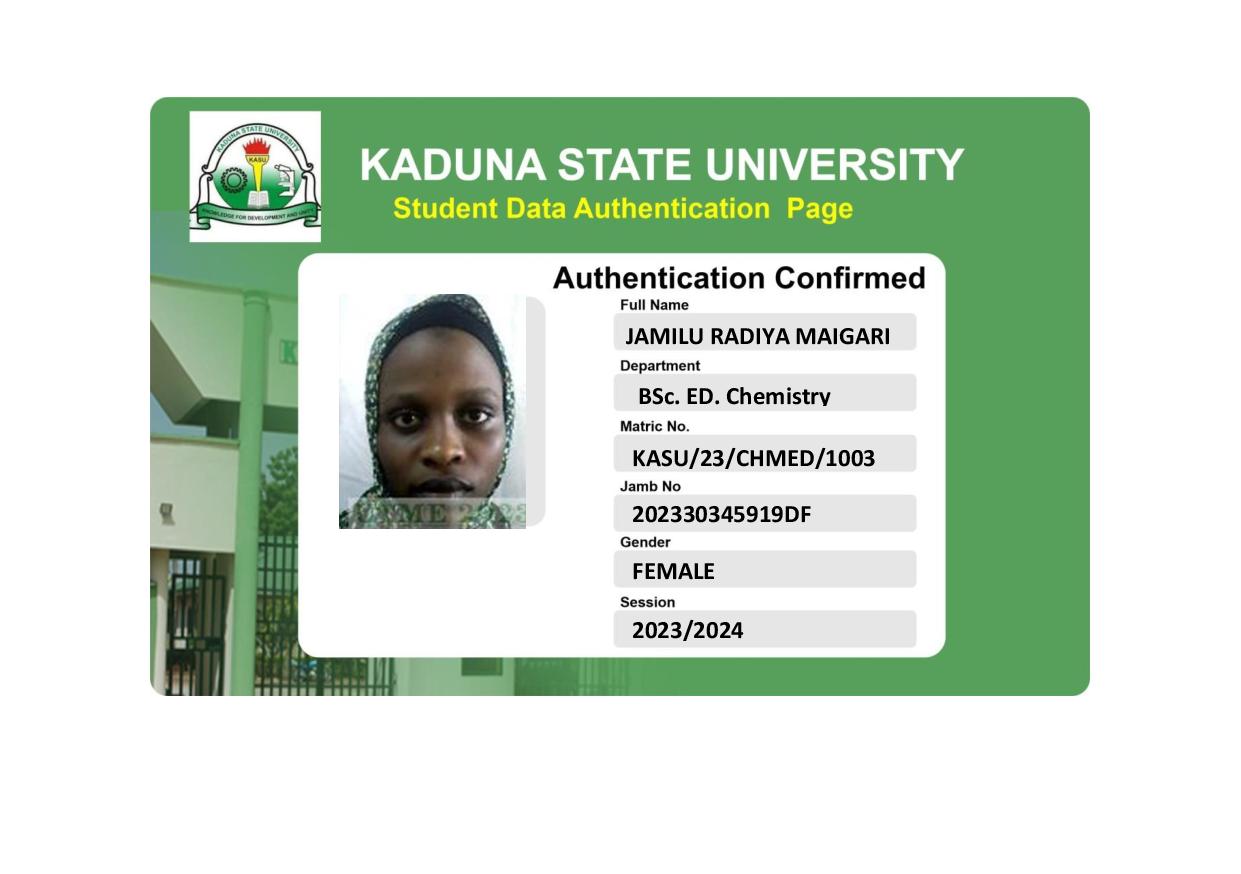 KADUNA STATE UNIVERSITY
KASU
KNOWLEDGE FOR DEVELOPMENT AND UNITY
KADUNA STATE UNIVERSITY
Student Data Authentication Page
Authentication Confirmed
Full Name
JAMILU RADIYA MAIGARI
Department
BSc. ED. Chemistry
Matric No.
KASU/23/CHMED/1003
Jamb No
202330345919DF
Gender
FEMALE
Session
2023/2024
2023